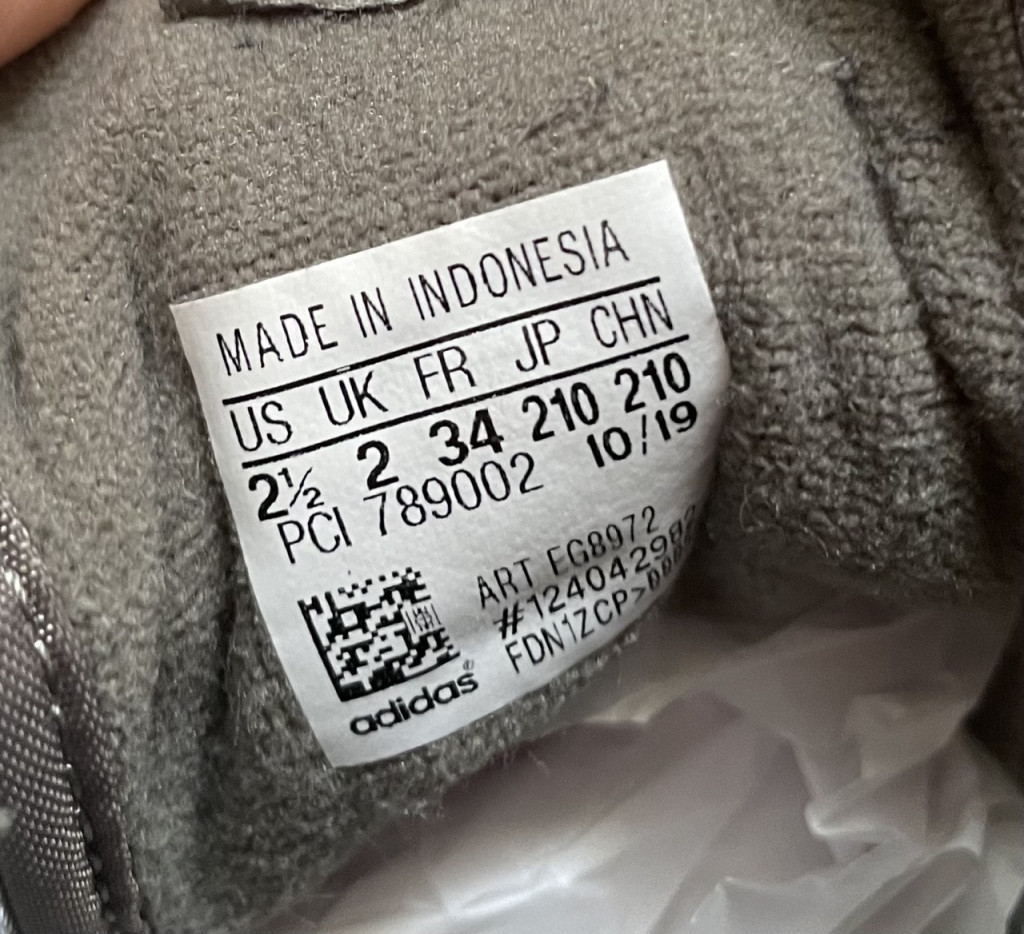 MADE IN INDONESIA
US UK FR JP CHN
2½ 2 34 210 210
PCI 789002 10/19
ART EG8972
adidas®